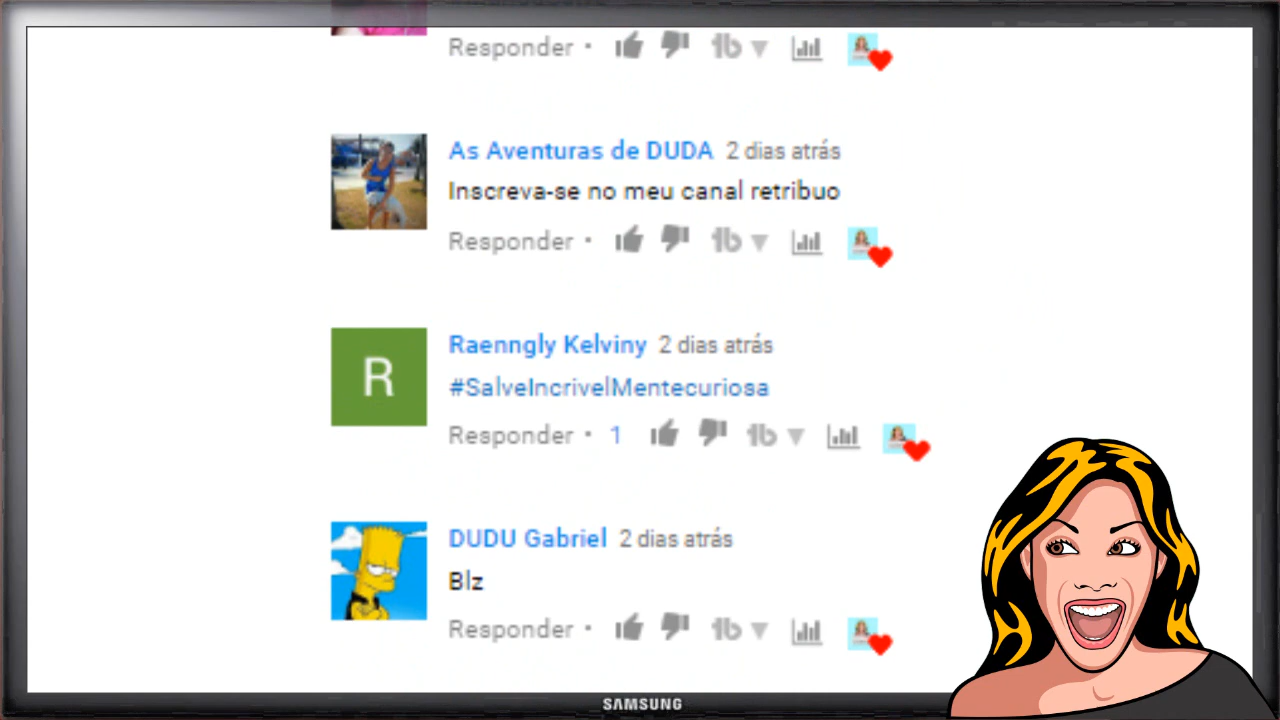 Responder •
As Aventuras de DUDA 2 dias atrás
Inscreva-se no meu canal retribuo
Responder •
R
Raenngly Kelviny 2 dias atrás
#SalveIncrivelMentecuriosa
Responder • 1
DUDU Gabriel 2 dias atrás
Blz
Responder •
SAMSUNG